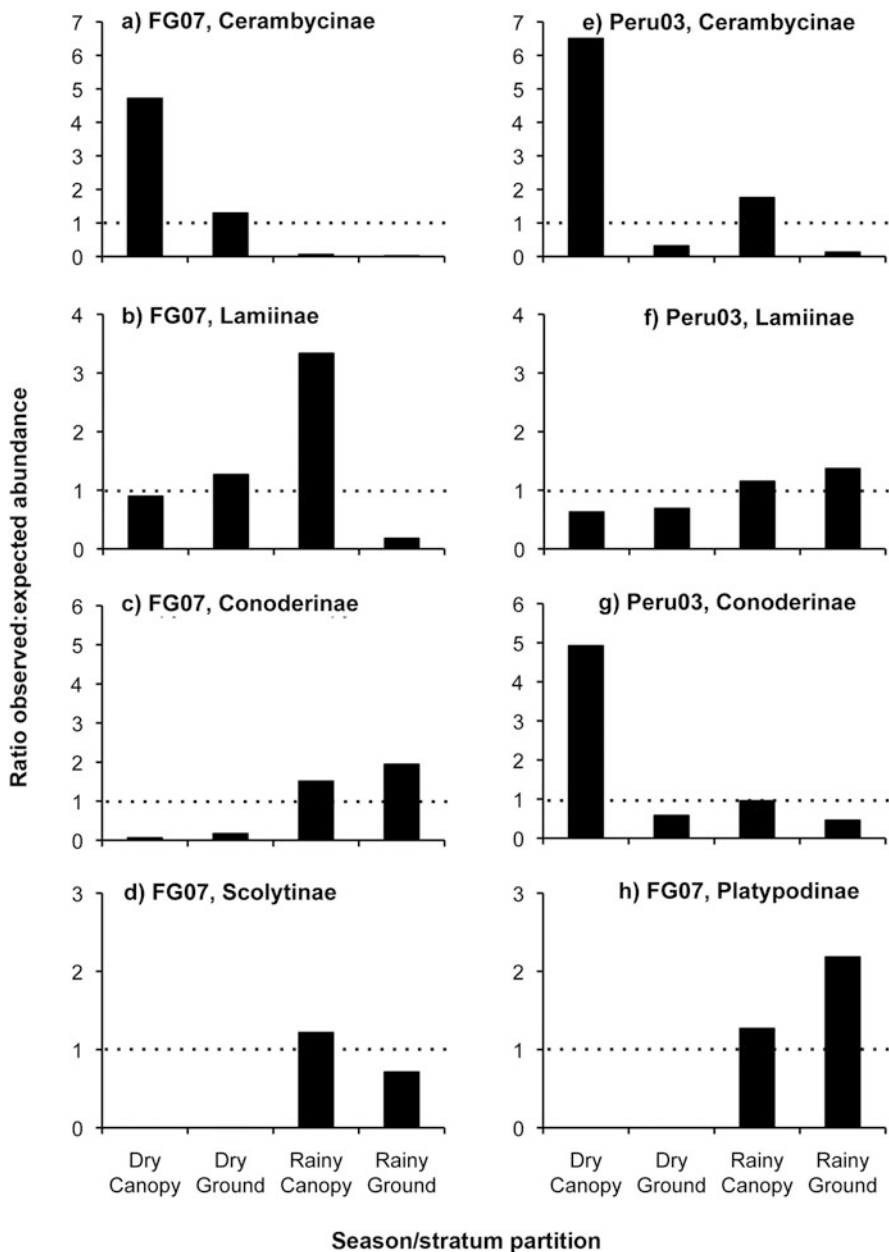 Ratio observed:expected abundance
a) FG07, Cerambycinae
7
6
5
4
3
2
1
0
e) Peru03, Cerambycinae
7
6
5
4
3
2
1
0
b) FG07, Lamiinae
4
3
2
1
0
f) Peru03, Lamiinae
4
3
2
1
0
c) FG07, Conoderinae
6
5
4
3
2
1
0
g) Peru03, Conoderinae
6
5
4
3
2
1
0
d) FG07, Scolytinae
3
2
1
0
h) FG07, Platypodinae
3
2
1
0
Dry
Canopy
Dry
Ground
Rainy
Canopy
Rainy
Ground
Dry
Canopy
Dry
Ground
Rainy
Canopy
Rainy
Ground
Season/stratum partition